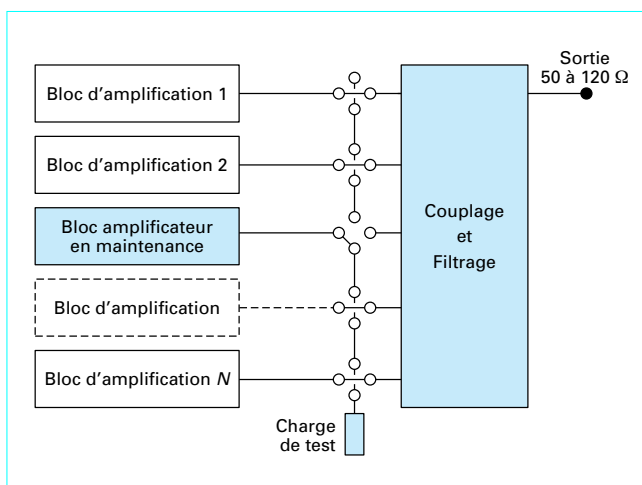 Sortie
50 à 120 Ω
Bloc d'amplification 1
Bloc d'amplification 2
Bloc amplificateur
en maintenance
Bloc d'amplification
Bloc d'amplification N
Couplage
et
Filtrage
Charge
de test